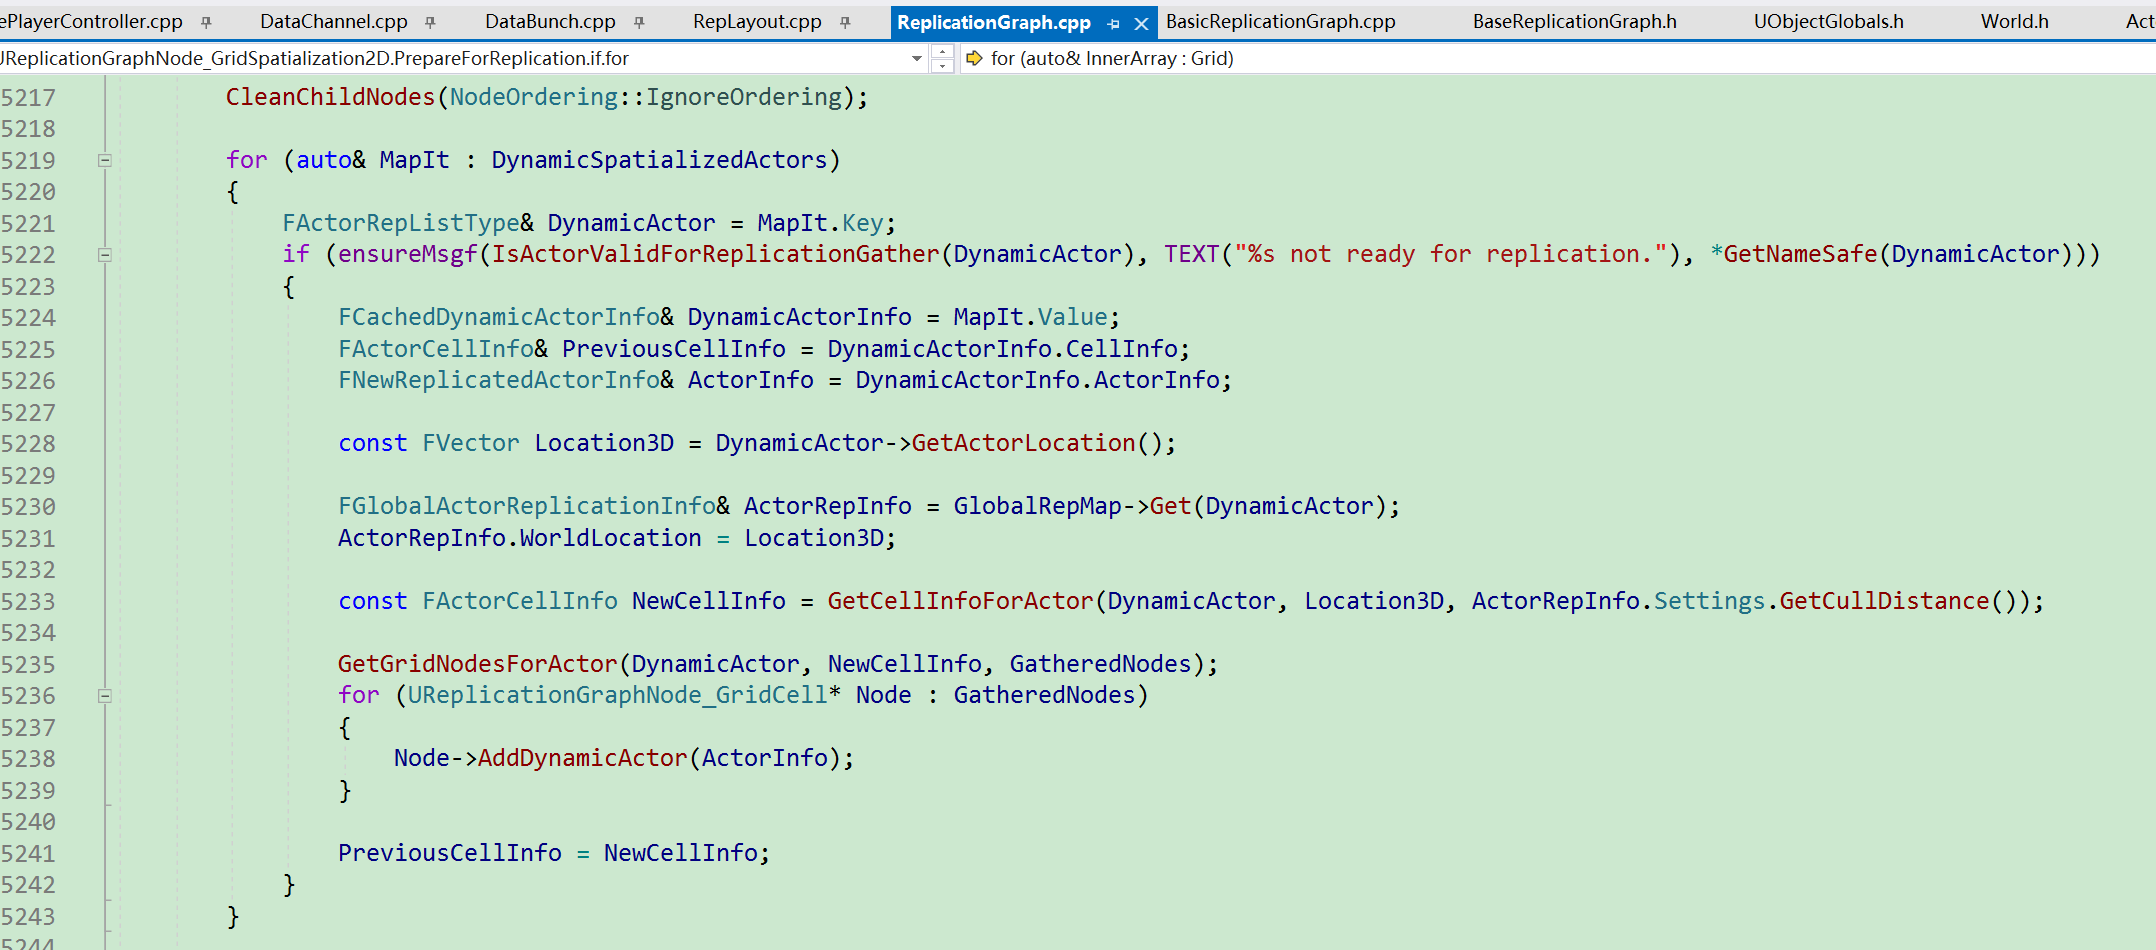 ePlayerController.cpp DataChannel.cpp DataBunch.cpp RepLayout.cpp ReplicationGraph.cpp BasicReplicationGraph.cpp BaseReplicationGraph.h UObjectGlobals.h World.h Act
UReplicationGraphNode_GridSpatialization2D.PrepareForReplication.if.for for (auto& InnerArray : Grid)
5217 CleanChildNodes(NodeOrdering::IgnoreOrdering);
5218
5219 for (auto& MapIt : DynamicSpatializedActors)
5220 {
5221 FActorRepListType& DynamicActor = MapIt.Key;
5222 if (ensureMsgf(IsActorValidForReplicationGather(DynamicActor), TEXT("%s not ready for replication."), *GetNameSafe(DynamicActor)))
5223 {
5224 FCachedDynamicActorInfo& DynamicActorInfo = MapIt.Value;
5225 FActorCellInfo& PreviousCellInfo = DynamicActorInfo.CellInfo;
5226 FNewReplicatedActorInfo& ActorInfo = DynamicActorInfo.ActorInfo;
5227
5228 const FVector Location3D = DynamicActor->GetActorLocation();
5229
5230 FGlobalActorReplicationInfo& ActorRepInfo = GlobalRepMap->Get(DynamicActor);
5231 ActorRepInfo.WorldLocation = Location3D;
5232
5233 const FActorCellInfo NewCellInfo = GetCellInfoForActor(DynamicActor, Location3D, ActorRepInfo.Settings.GetCullDistance());
5234
5235 GetGridNodesForActor(DynamicActor, NewCellInfo, GatheredNodes);
5236 for (UReplicationGraphNode_GridCell* Node : GatheredNodes)
5237 {
5238 Node->AddDynamicActor(ActorInfo);
5239 }
5240
5241 PreviousCellInfo = NewCellInfo;
5242 }
5243 }
5244